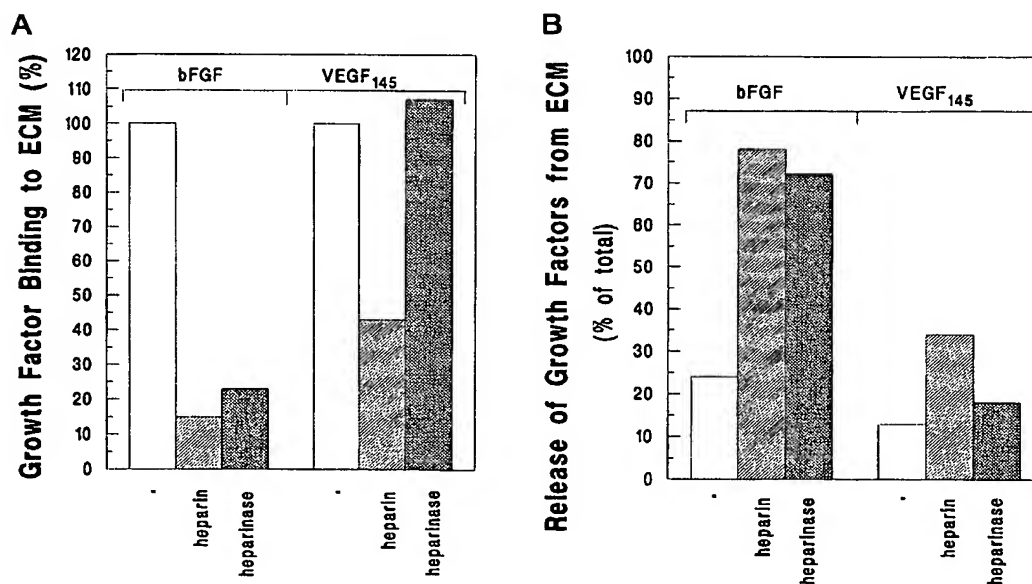 A
Growth Factor Binding to ECM (%)
120
110
100
90
80
70
60
50
40
30
20
10
0
bFGF
VEGF145
-
heparin
heparinase
-
heparin
heparinase
B
Release of Growth Factors from ECM
(% of total)
100
90
80
70
60
50
40
30
20
10
0
bFGF
VEGF145
-
heparin
heparinase
-
heparin
heparinase